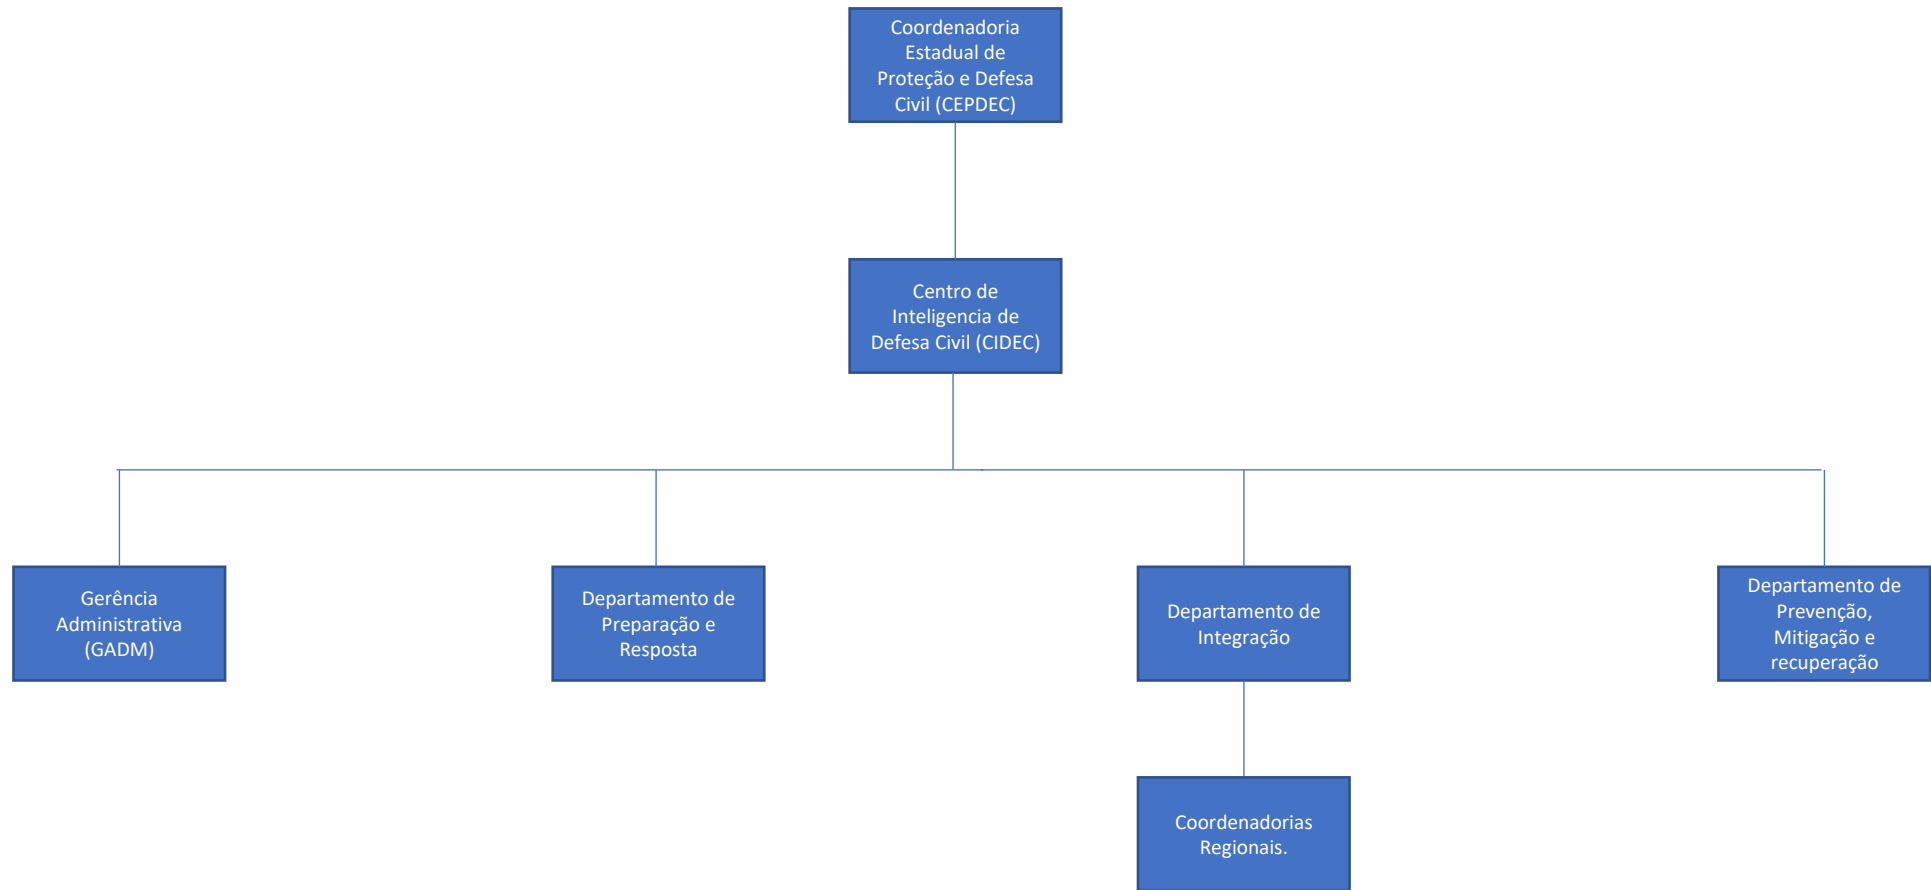 Coordenadoria
Estadual de
Proteção e Defesa
Civil (CEPDEC)
Centro de
Inteligencia de
Defesa Civil (CIDEC)
Gerência
Administrativa
(GADM)
Departamento de
Preparação e
Resposta
Departamento de
Integração
Departamento de
Prevenção,
Mitigação e
recuperação
Coordenadorias
Regionais.